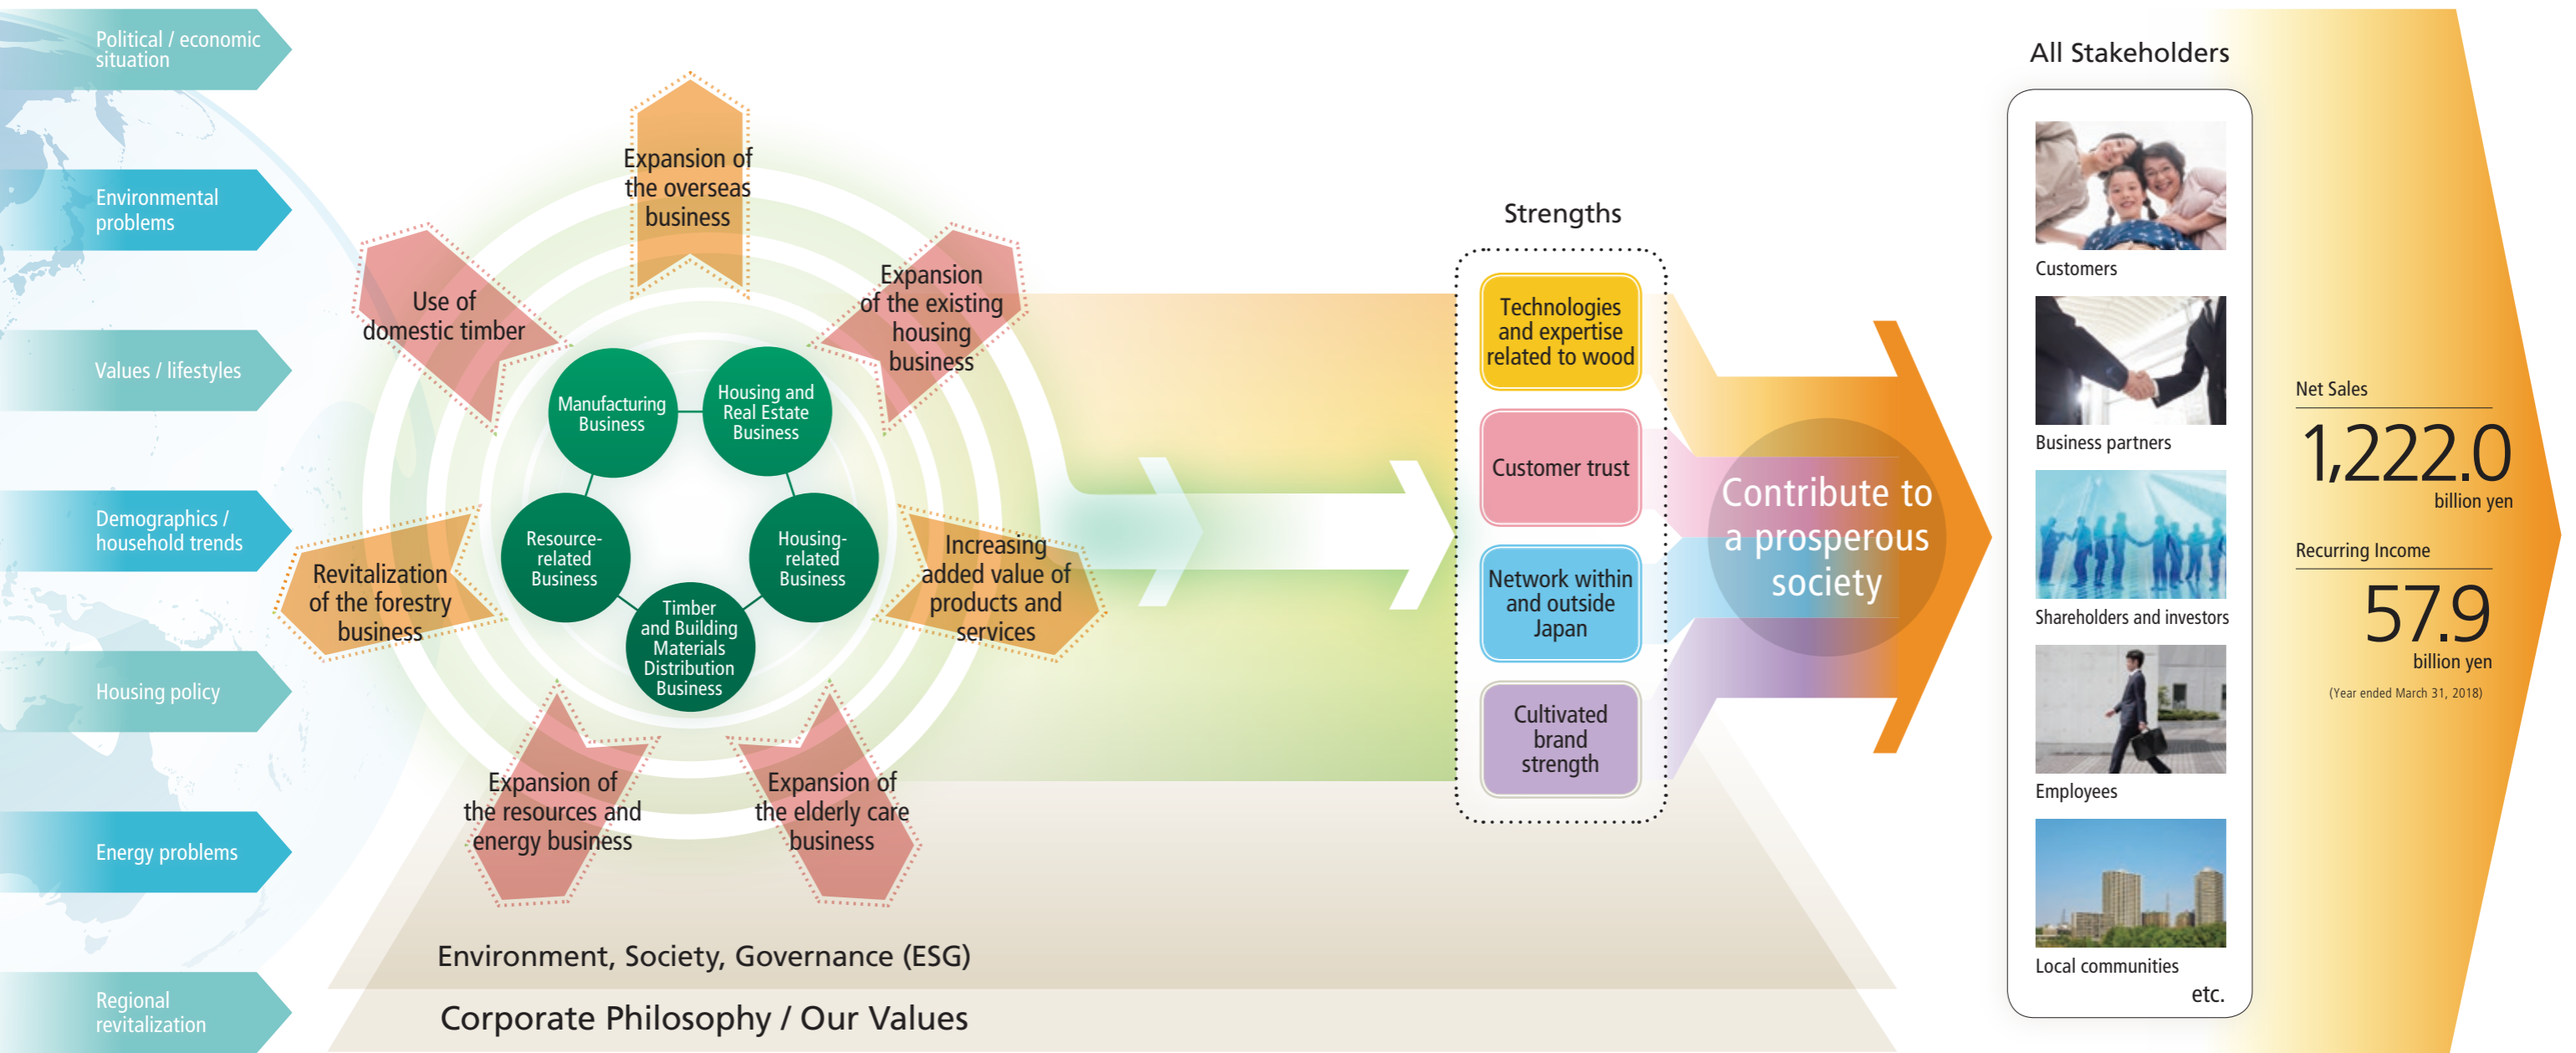 Political / economic
situation
Environmental
problems
Values / lifestyles
Demographics /
household trends
Housing policy
Energy problems
Regional
revitalization
Expansion of
the overseas
business
Use of
domestic timber
Expansion
of the existing
housing
business
Manufacturing
Business
Housing and
Real Estate
Business
Resource-
related
Business
Housing-
related
Business
Timber
and Building
Materials
Distribution
Business
Revitalization
of the forestry
business
Increasing
added value of
products and
services
Expansion of
the resources and
energy business
Expansion of
the elderly care
business
Environment, Society, Governance (ESG)
Corporate Philosophy / Our Values
Strengths
Technologies
and expertise
related to wood
Customer trust
Network within
and outside
Japan
Cultivated
brand
strength
Contribute to
a prosperous
society
All Stakeholders
Customers
Business partners
Shareholders and investors
Employees
Local communities
etc.
Net Sales
1,222.0
billion yen
Recurring Income
57.9
billion yen
(Year ended March 31, 2018)